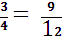 3/4 = 9/12